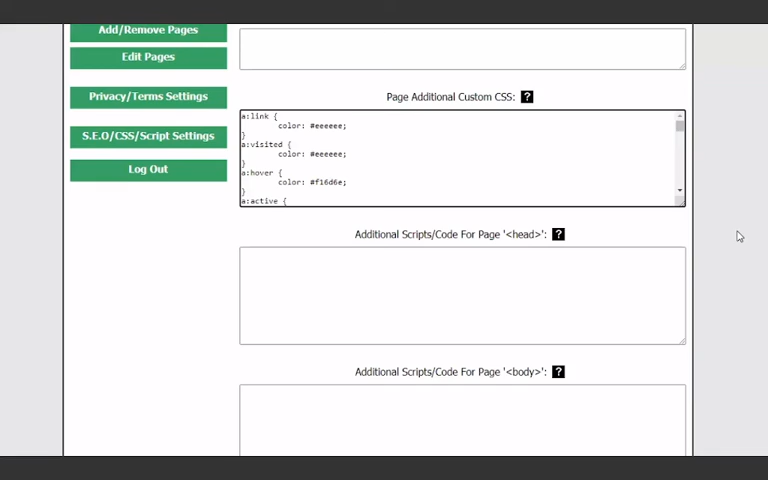 Add/Remove Pages
Edit Pages
Privacy/Terms Settings
S.E.O/CSS/Script Settings
Log Out
Page Additional Custom CSS: ?
a:link {
color: #eeeeee;
}
a:visited {
color: #eeeeee;
}
a:hover {
color: #f16d6e;
}
a:active {
Additional Scripts/Code For Page '<head>': ?
Additional Scripts/Code For Page '<body>': ?